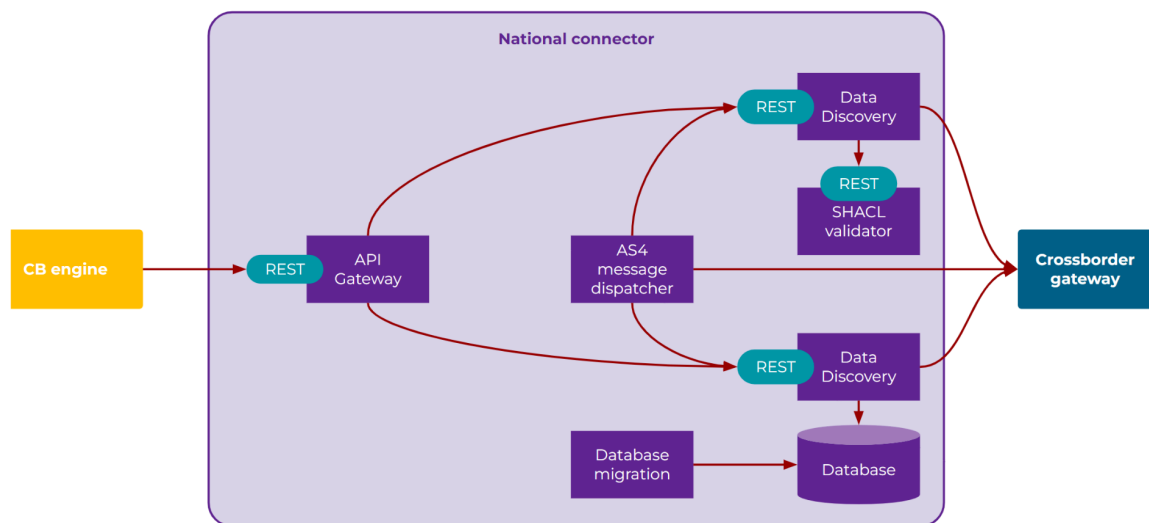 National connector
REST
Data
Discovery
REST
SHACL
validator
CB engine
REST
API
Gateway
AS4
message
dispatcher
Crossborder
gateway
REST
Data
Discovery
Database
migration
Database